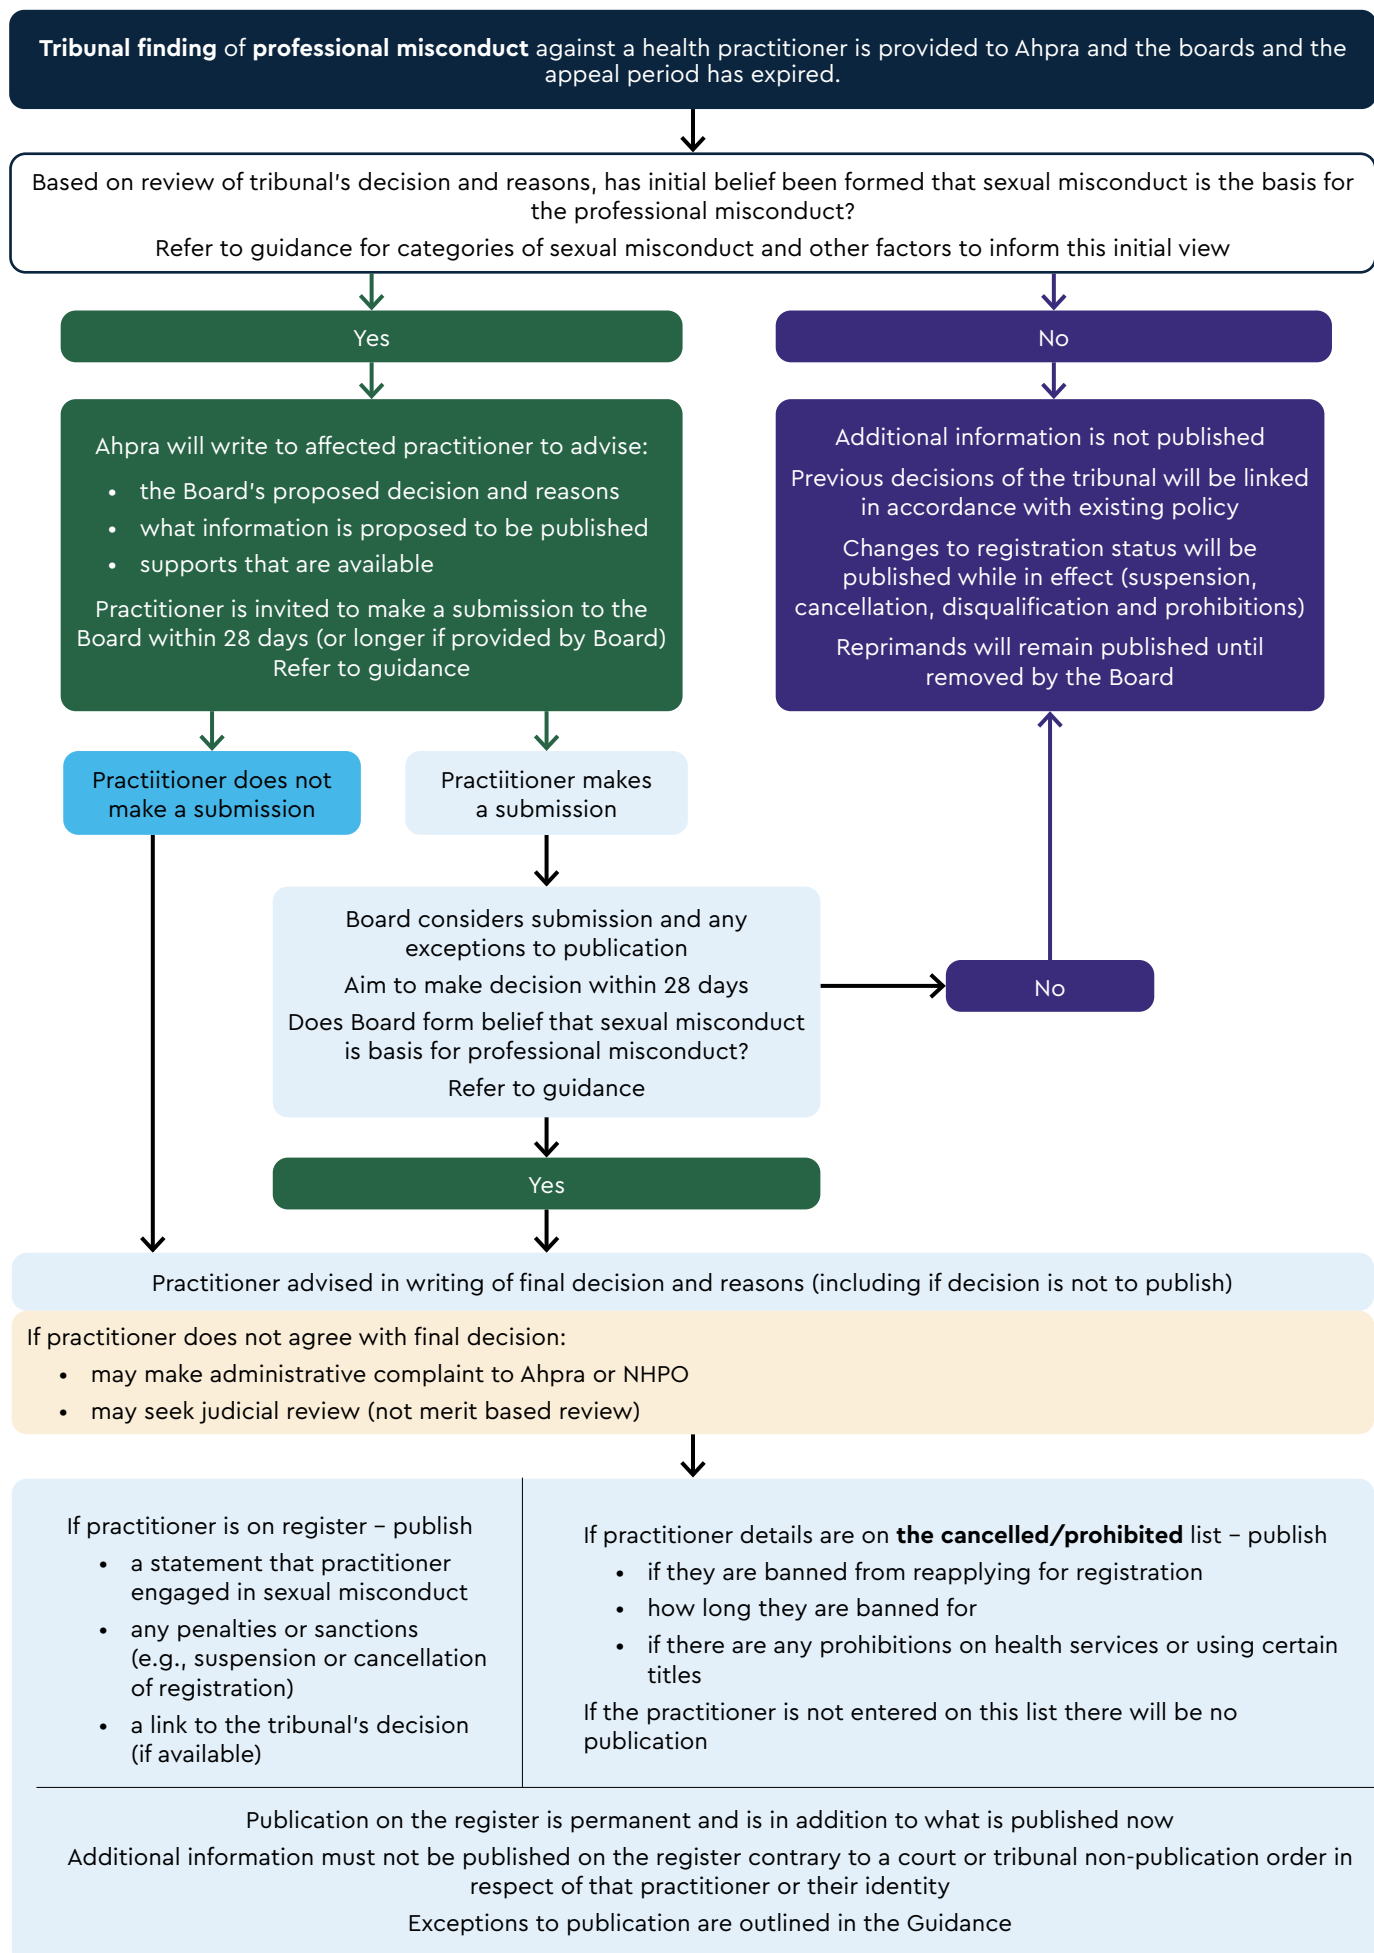 Tribunal finding of professional misconduct against a health practitioner is provided to Ahpra and the boards and the
appeal period has expired.
Based on review of tribunal's decision and reasons, has initial belief been formed that sexual misconduct is the basis for
the professional misconduct?
Refer to guidance for categories of sexual misconduct and other factors to inform this initial view
Yes
No
Ahpra will write to affected practitioner to advise:
• the Board's proposed decision and reasons
• what information is proposed to be published
• supports that are available
Practitioner is invited to make a submission to the
Board within 28 days (or longer if provided by Board)
Refer to guidance
Additional information is not published
Previous decisions of the tribunal will be linked
in accordance with existing policy
Changes to registration status will be
published while in effect (suspension,
cancellation, disqualification and prohibitions)
Reprimands will remain published until
removed by the Board
Practiitioner does not
make a submission
Practiitioner makes
a submission
Board considers submission and any
exceptions to publication
Aim to make decision within 28 days
Does Board form belief that sexual misconduct
is basis for professional misconduct?
Refer to guidance
No
Yes
Practitioner advised in writing of final decision and reasons (including if decision is not to publish)
If practitioner does not agree with final decision:
• may make administrative complaint to Ahpra or NHPO
• may seek judicial review (not merit based review)
If practitioner is on register – publish
• a statement that practitioner
engaged in sexual misconduct
• any penalties or sanctions
(e.g., suspension or cancellation
of registration)
• a link to the tribunal's decision
(if available)
If practitioner details are on the cancelled/prohibited list – publish
• if they are banned from reapplying for registration
• how long they are banned for
• if there are any prohibitions on health services or using certain
titles
If the practitioner is not entered on this list there will be no
publication
Publication on the register is permanent and is in addition to what is published now
Additional information must not be published on the register contrary to a court or tribunal non-publication order in
respect of that practitioner or their identity
Exceptions to publication are outlined in the Guidance